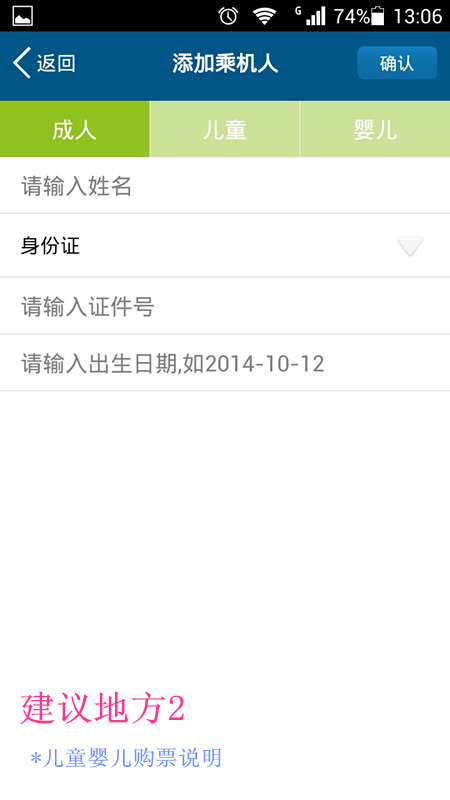 G 74% 13:06
返回 添加乘机人 确认
成人 儿童 婴儿
请输入姓名
身份证
请输入证件号
请输入出生日期,如2014-10-12
建议地方2
*儿童婴儿购票说明